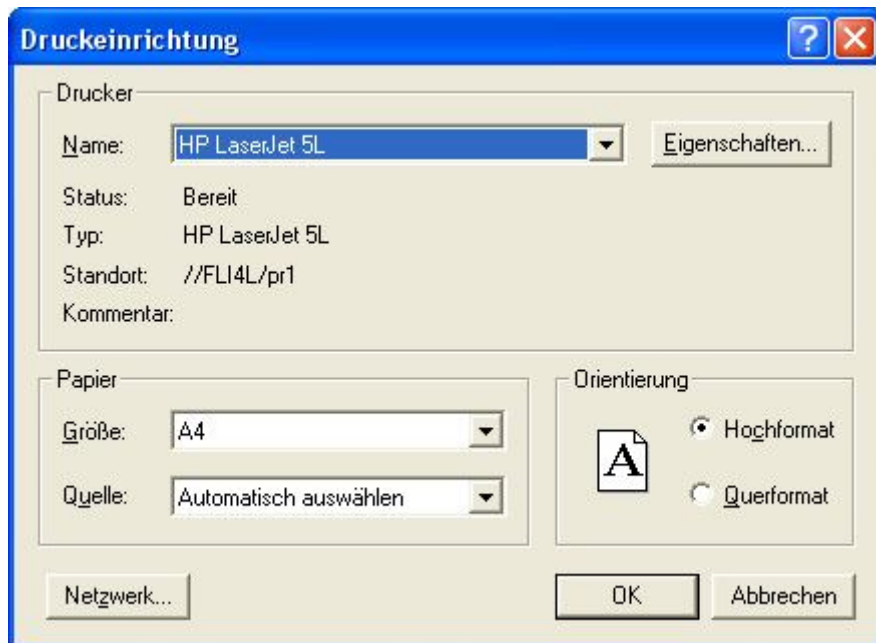 Druckeinrichtung
Drucker
Name: HP LaserJet 5L Eigenschaften...
Status: Bereit
Typ: HP LaserJet 5L
Standort: //FLI4L/pr1
Kommentar:
Papier
Größe: A4
Quelle: Automatisch auswählen
Orientierung
A
Hochformat
Querformat
Netzwerk... OK Abbrechen